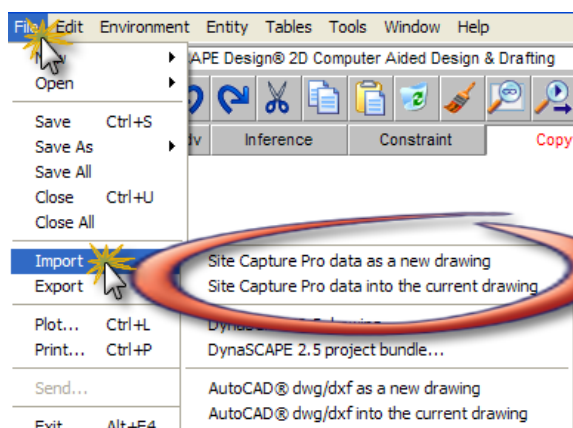 File Edit Environment Entity Tables Tools Window Help
APE Design® 2D Computer Aided Design & Drafting
Open
Inference Constraint Copy
Save Ctrl+S
Save As
Save All
Close Ctrl+U
Close All
Import
Site Capture Pro data as a new drawing
Export
Site Capture Pro data into the current drawing
Plot... Ctrl+L
Print... Ctrl+P
DynaSCAPE 2.5 project bundle...
Send...
AutoCAD® dwg/dxf as a new drawing
AutoCAD® dwg/dxf into the current drawing
Exit Alt+F4